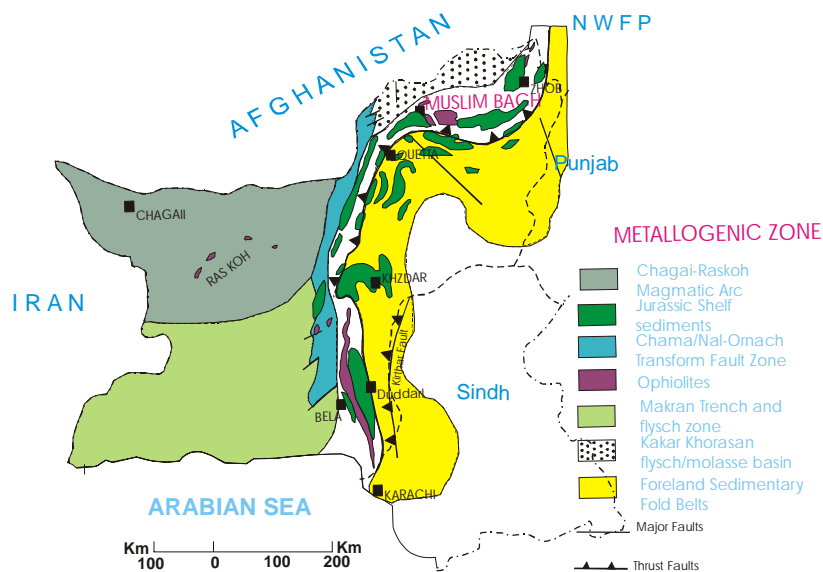 NWFP
AFGHANISTAN
ZHOB
MUSLIM BAGH
QUEHA
Punjab
CHAGAII
RAS KOH
METALLOGENIC ZONE
Chagai-Raskoh
Magmatic Arc
Jurassic Shelf
sediments
Chama/Nal-Ornach
Transform Fault Zone
Ophiolites
Makran Trench and
flysch zone
Kakar Khorasan
flysch/molasse basin
Foreland Sedimentary
Fold Belts
Major Faults
Thrust Faults
IRAN
KHZDAR
Kirthar Fault
Sindh
Duddarl
BELA
KARACHI
ARABIAN SEA
Km Km
100 0 100 200